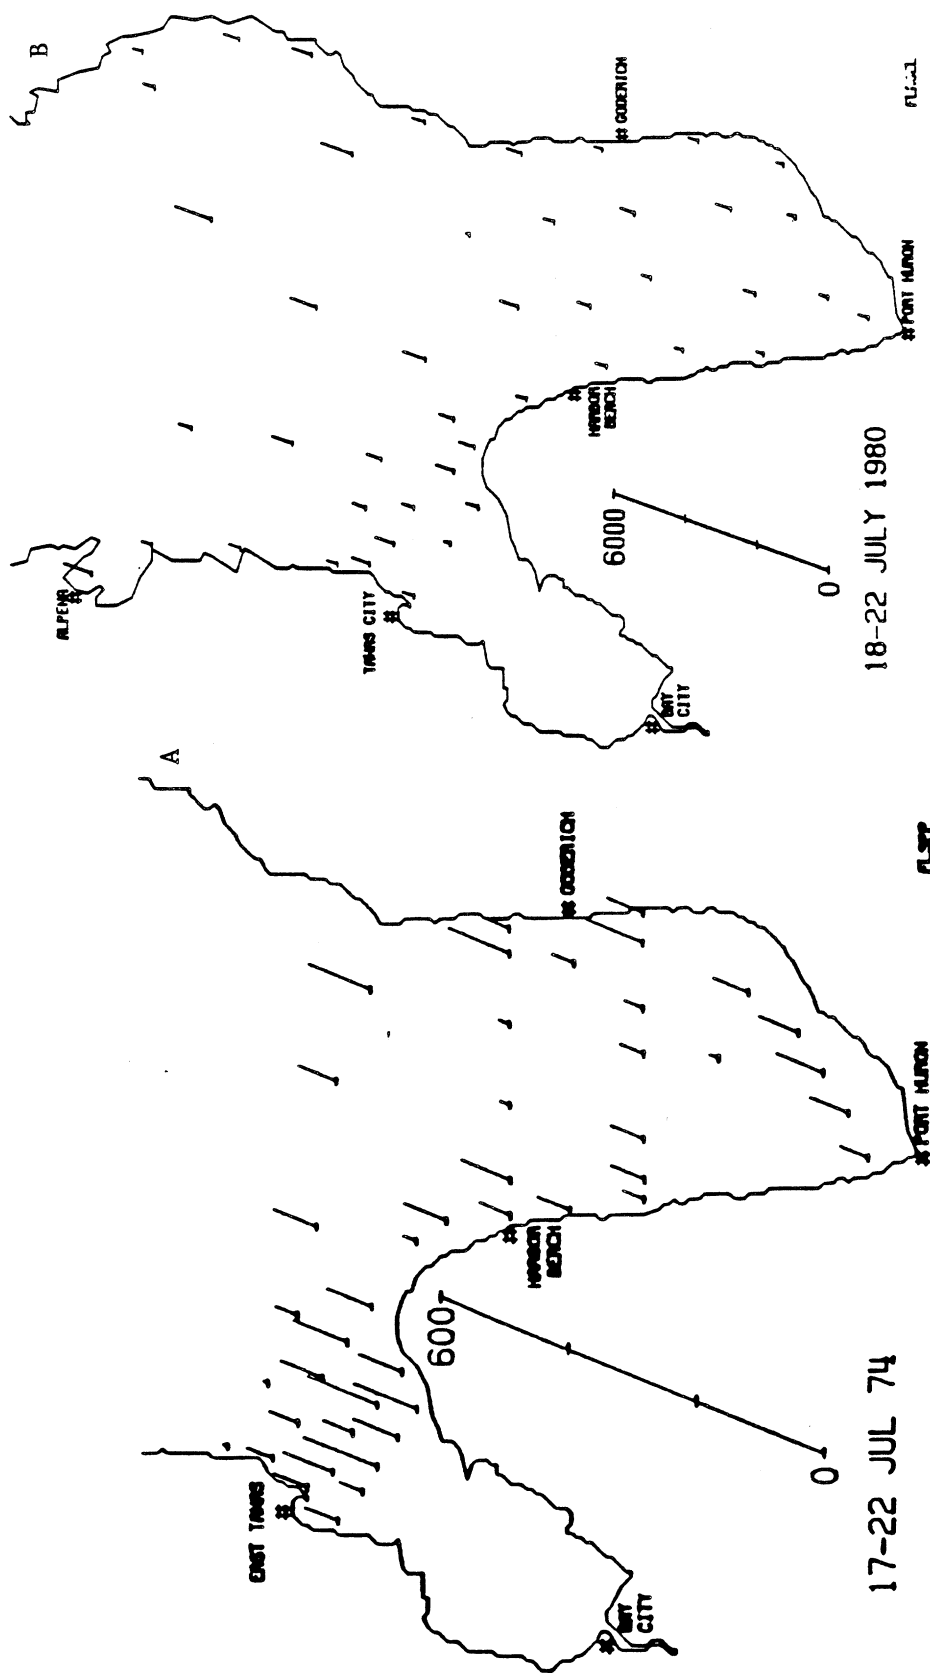 B
ALPENA
TAWAS CITY
BAY
CITY
HARBOR
BEACH
# GODERICH
# PORT HURON
6000
0
18-22 JULY 1980
A
EAST TAWAS
BAY
CITY
HARBOR
BEACH
# GODERICH
# PORT HURON
600
0
17-22 JUL 74
FLSPP